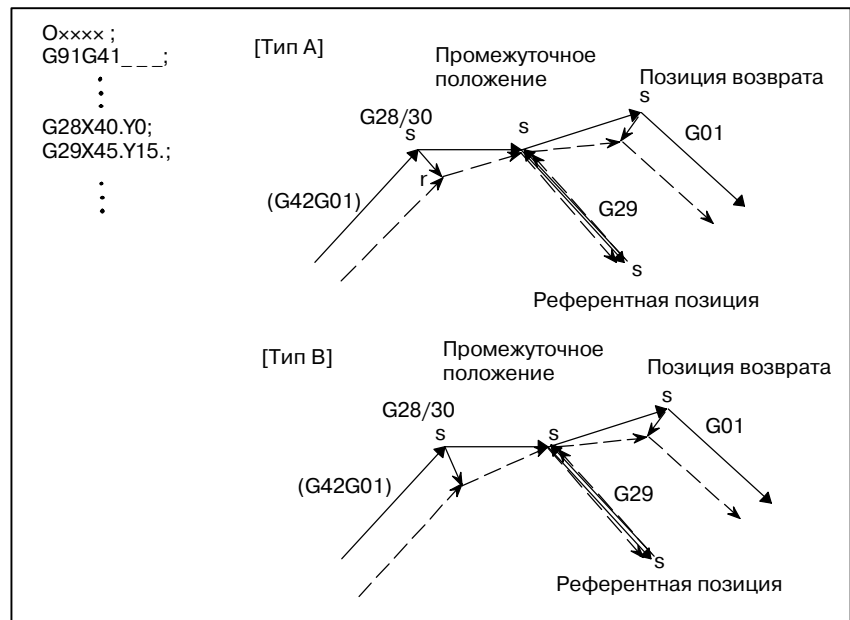 O×××× ;
G91G41_ _ _;
G28X40.Y0;
G29X45.Y15.;
[Тип A]
Промежуточное
положение
Позиция возврата
s
G28/30
s
s
G01
r
(G42G01)
G29
s
Референтная позиция
[Тип B]
Промежуточное
положение
Позиция возврата
s
G28/30
s
s
G01
(G42G01)
G29
s
Референтная позиция